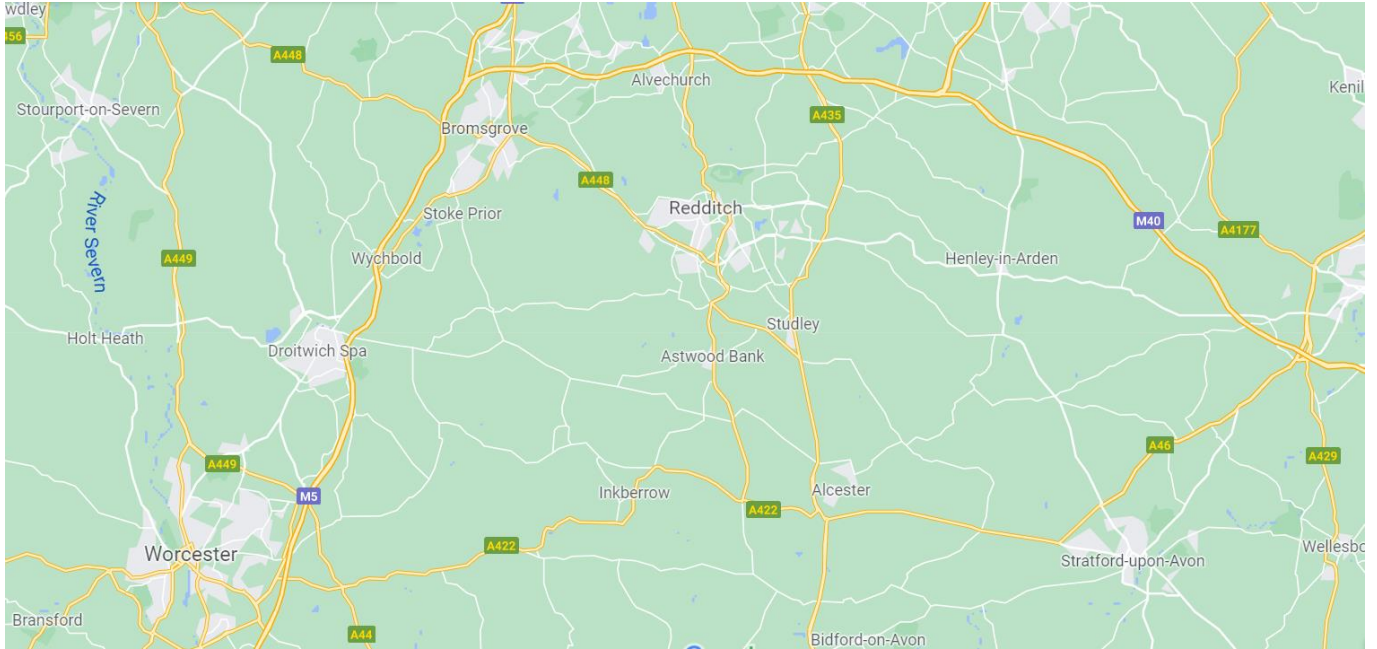 wdley
456
A448
Alvechurch
Kenil
Stourport-on-Severn
A435
Bromsgrove
A448
River Severn
Stoke Prior
Redditch
M40
A4177
A449
Wychbold
Henley-in-Arden
Holt Heath
Droitwich Spa
Studley
Astwood Bank
A46
A449
A429
M5
Inkberrow
Alcester
A422
A422
Worcester
Wellesbo
Stratford-upon-Avon
Bransford
A44
Bidford-on-Avon